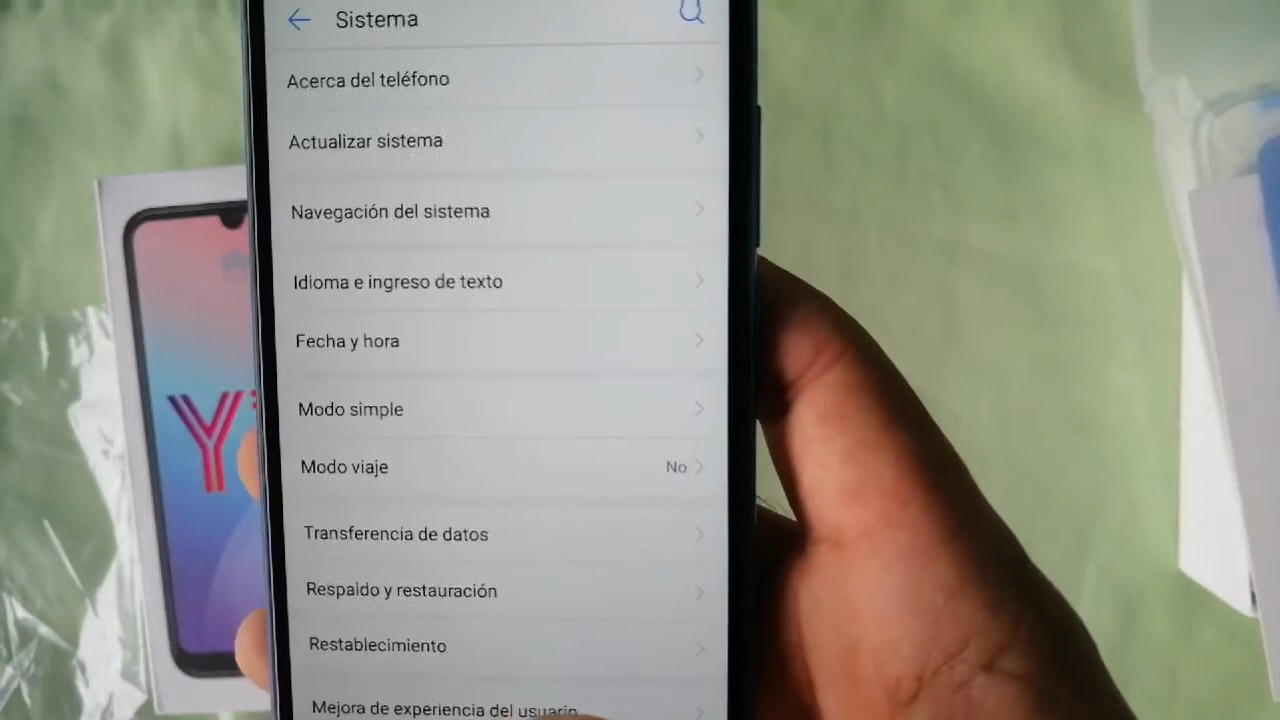 Sistema
Acerca del teléfono
Actualizar sistema
Navegación del sistema
Idioma e ingreso de texto
Fecha y hora
Modo simple
Modo viaje
No
Transferencia de datos
Respaldo y restauración
Restablecimiento
Mejora de experiencia del usuario
Y